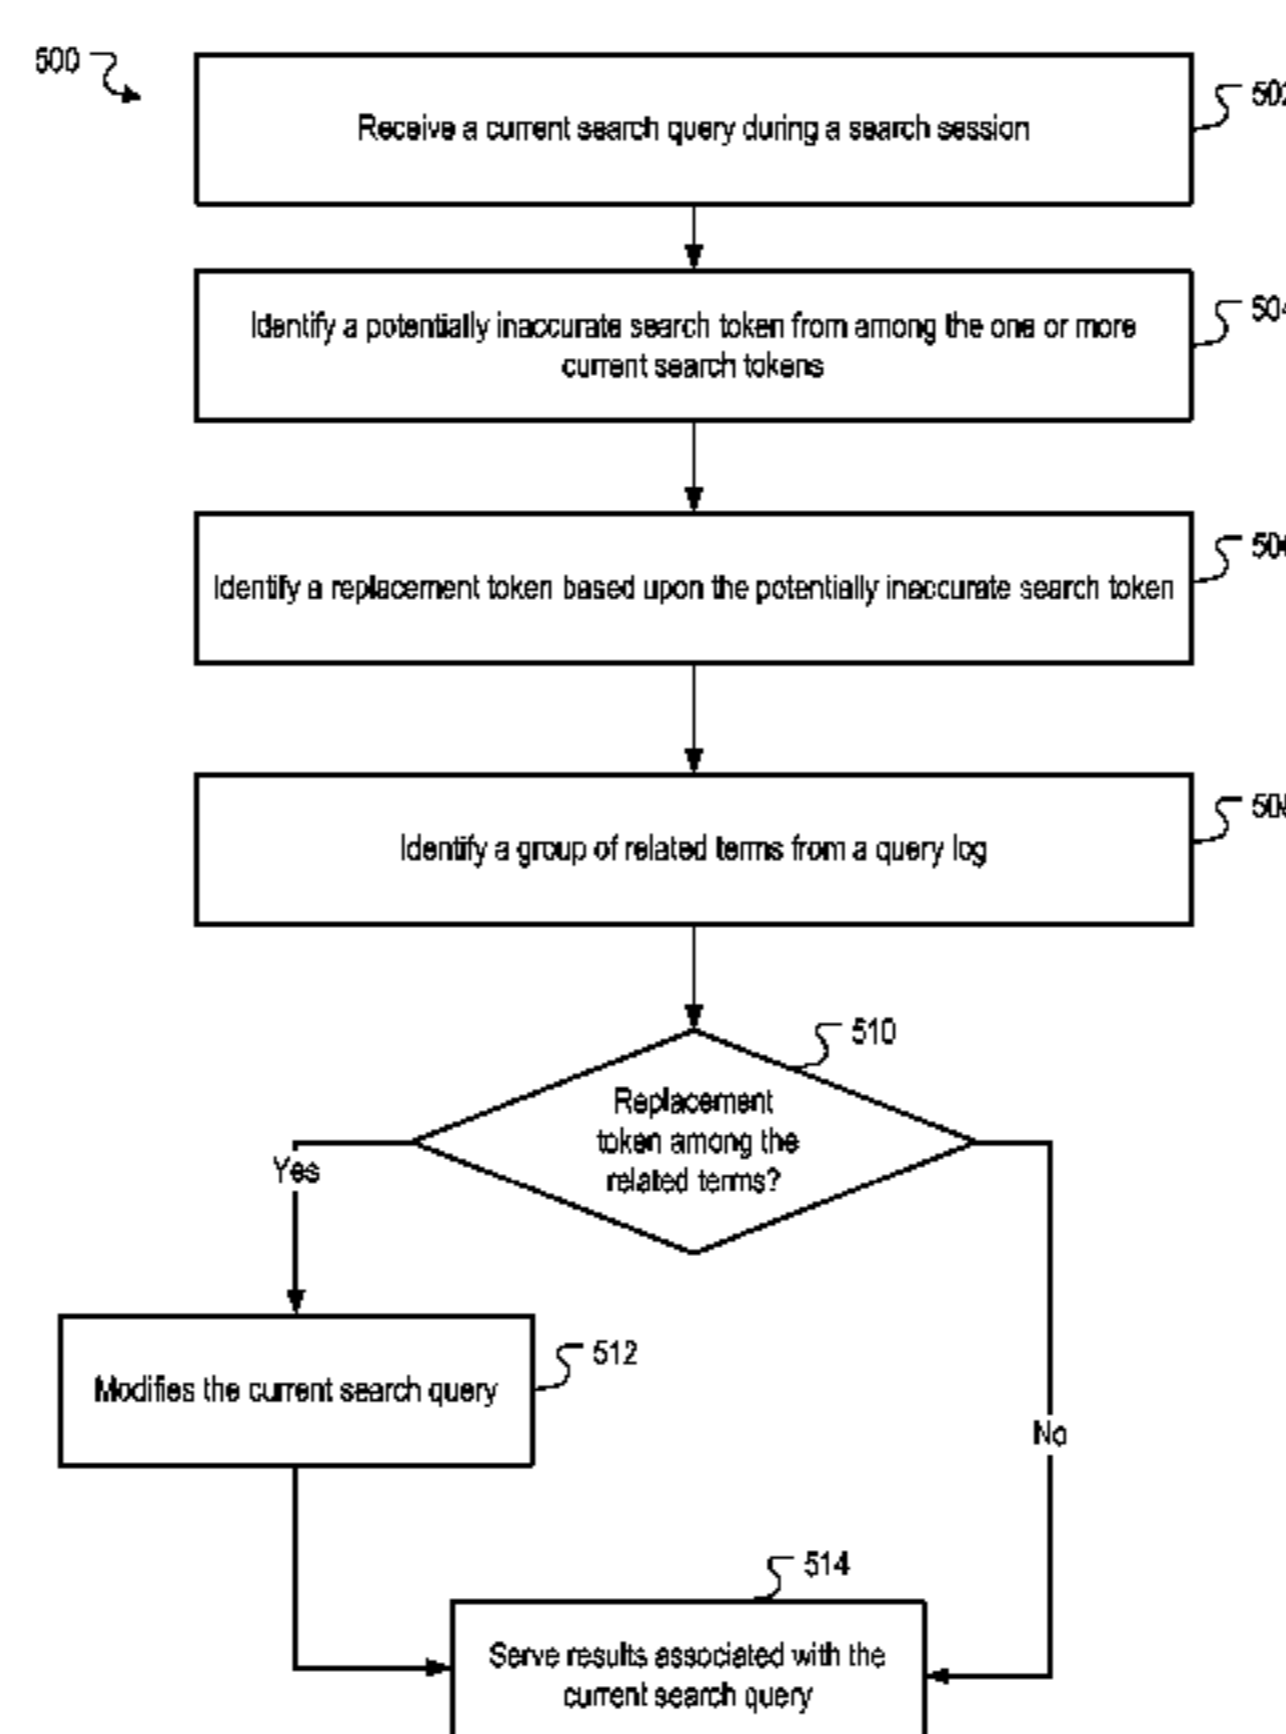 500
Receive a current search query during a search session
502
Identify a potentially inaccurate search token from among the one or more
current search tokens
504
Identify a replacement token based upon the potentially inaccurate search token
Identify a group of related terms from a query log
510
Replacement
token among the
related terms?
Yes
512
Modifies the current search query
No
514
Serve results associated with the
current search query